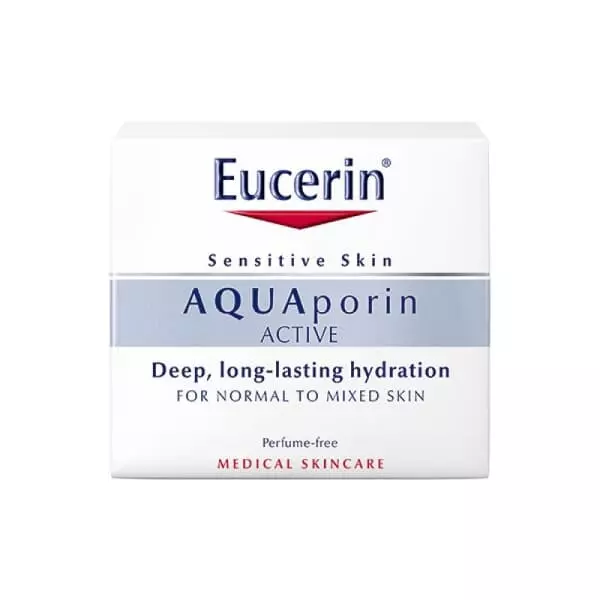 Eucerin®
Sensitive Skin
AQUAporin
ACTIVE
Deep, long-lasting hydration
FOR NORMAL TO MIXED SKIN
Perfume-free
MEDICAL SKINCARE